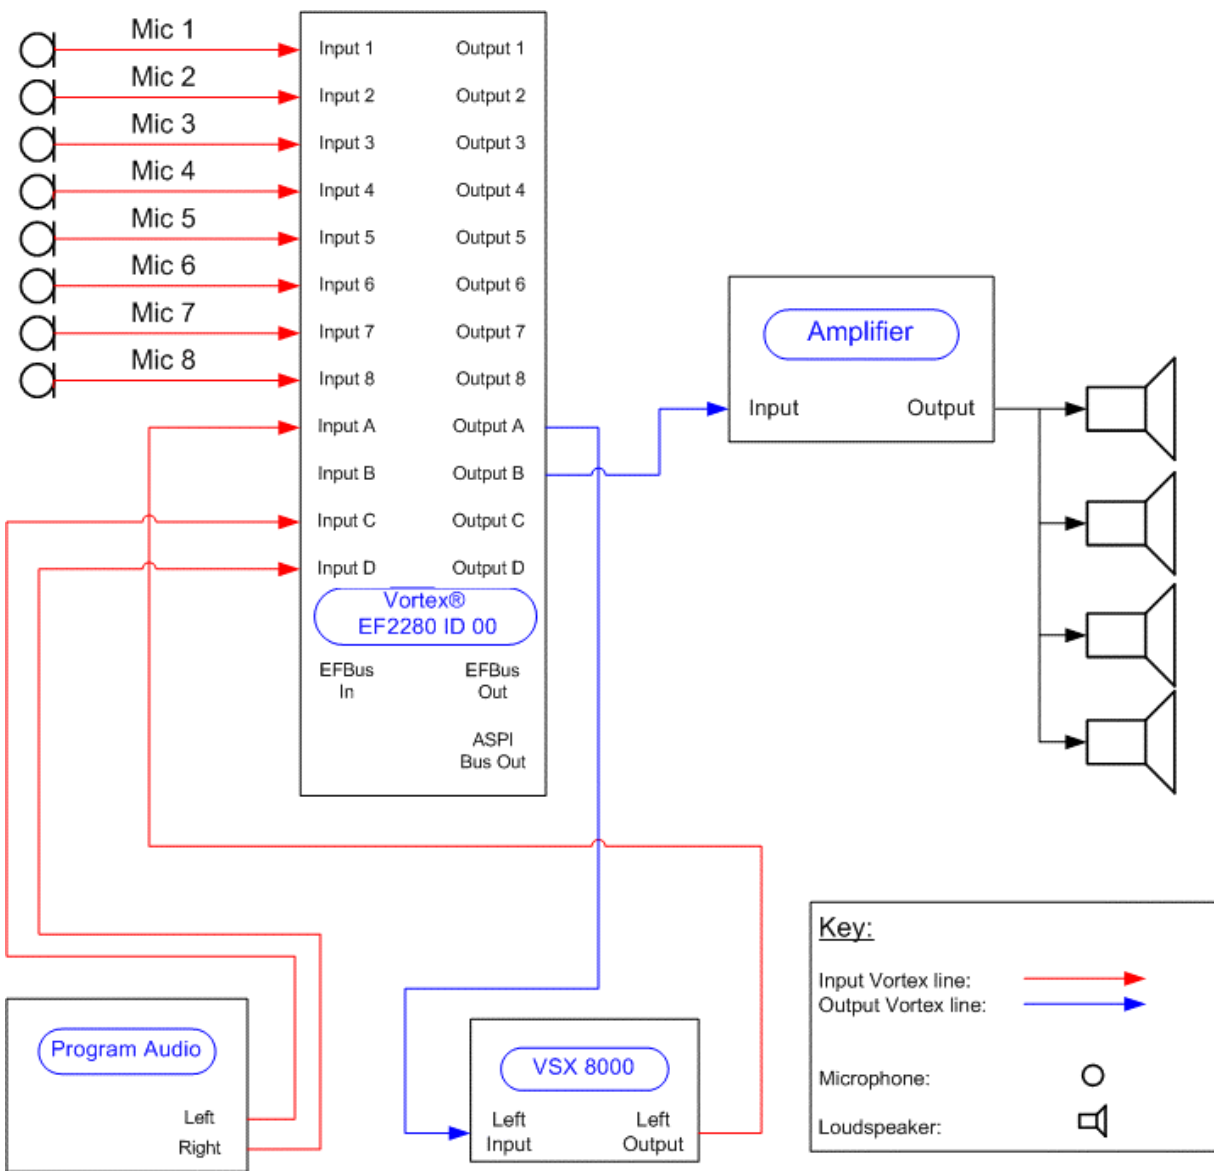 Mic 1
Mic 2
Mic 3
Mic 4
Mic 5
Mic 6
Mic 7
Mic 8
Input 1 Output 1
Input 2 Output 2
Input 3 Output 3
Input 4 Output 4
Input 5 Output 5
Input 6 Output 6
Input 7 Output 7
Input 8 Output 8
Input A Output A
Input B Output B
Input C Output C
Input D Output D
Vortex®
EF2280 ID 00
EFBus
In
EFBus
Out
ASPI
Bus Out
Amplifier
Input Output
Program Audio
Left
Right
VSX 8000
Left
Input
Left
Output
Key:
Input Vortex line:
Output Vortex line:
Microphone:
Loudspeaker: